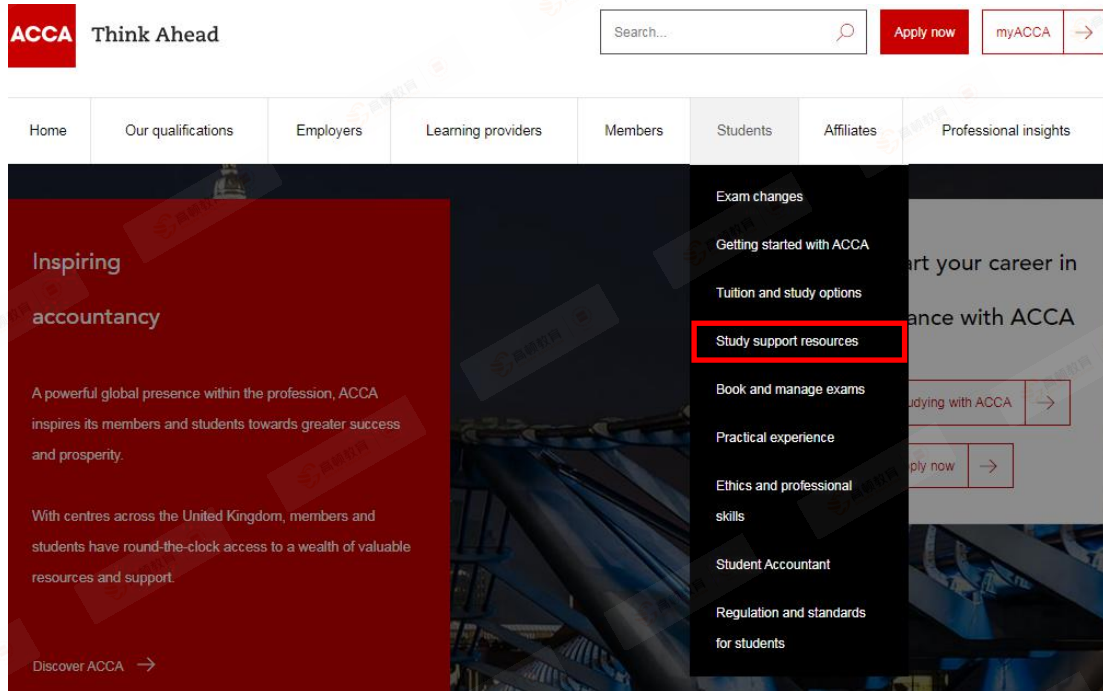 ACCA
Think Ahead
Search...
Apply now
myACCA
Home
Our qualifications
Employers
Learning providers
Members
Students
Affiliates
Professional insights
Inspiring
accountancy
A powerful global presence within the profession, ACCA
inspires its members and students towards greater success
and prosperity.
With centres across the United Kingdom, members and
students have round-the-clock access to a wealth of valuable
resources and support.
Discover ACCA
Exam changes
Getting started with ACCA
Tuition and study options
Study support resources
Book and manage exams
Practical experience
Ethics and professional
skills
Student Accountant
Regulation and standards
for students
art your career in
ance with ACCA
udying with ACCA
ply now
高顿教育